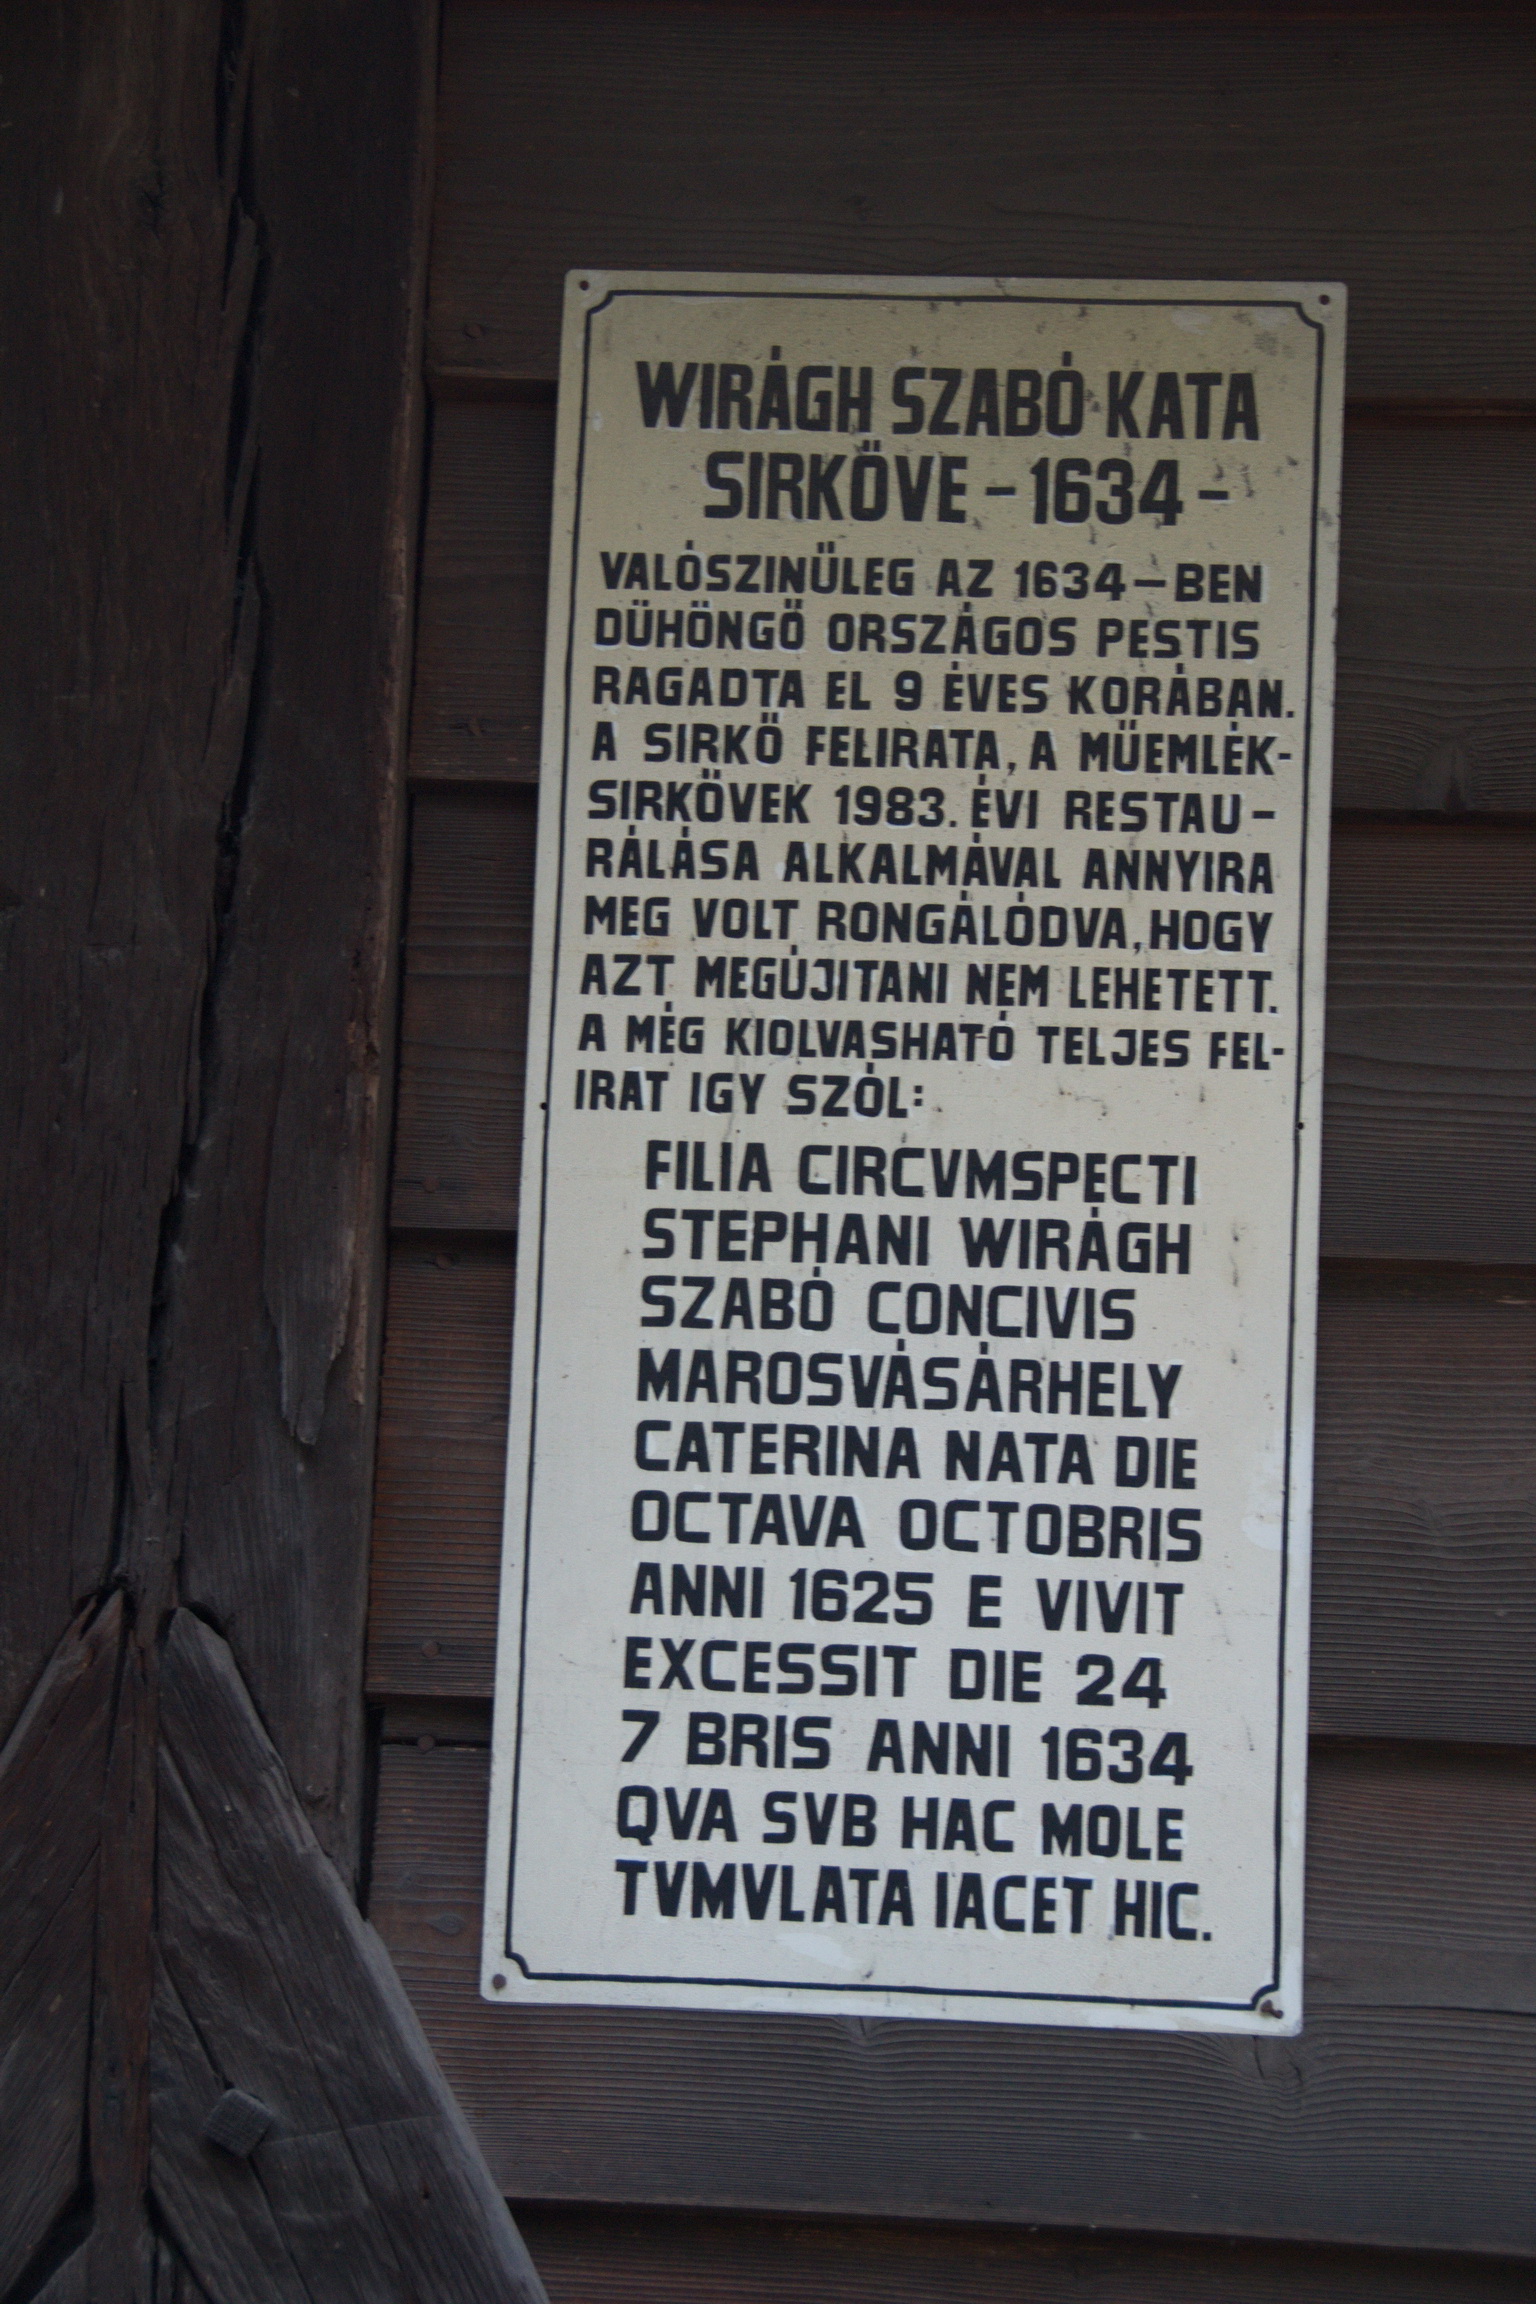 WIRÁGH SZABÓ KATA
SIRKÖVE - 1634 -
VALÓSZINŰLEG AZ 1634-BEN
DÜHÖNGŐ ORSZÁGOS PESTIS
RAGADTA EL 9 ÉVES KORÁBAN.
A SIRKŐ FELIRATA, A MŰEMLÉK-
SIRKÖVEK 1983. ÉVI RESTAU-
RÁLÁSA ALKALMÁVAL ANNYIRA
MEG VOLT RONGÁLÓDVA, HOGY
AZT MEGÚJITANI NEM LEHETETT.
A MÉG KIOLVASHATÓ TELJES FEL-
IRAT IGY SZÓL:
FILIA CIRCVMSPECTI
STEPHANI WIRÁGH
SZABÓ CONCIVIS
MAROSVÁSÁRHELY
CATERINA NATA DIE
OCTAVA OCTOBRIS
ANNI 1625 E VIVIT
EXCESSIT DIE 24
7 BRIS ANNI 1634
QVA SVB HAC MOLE
TVMVLATA IACET HIC.